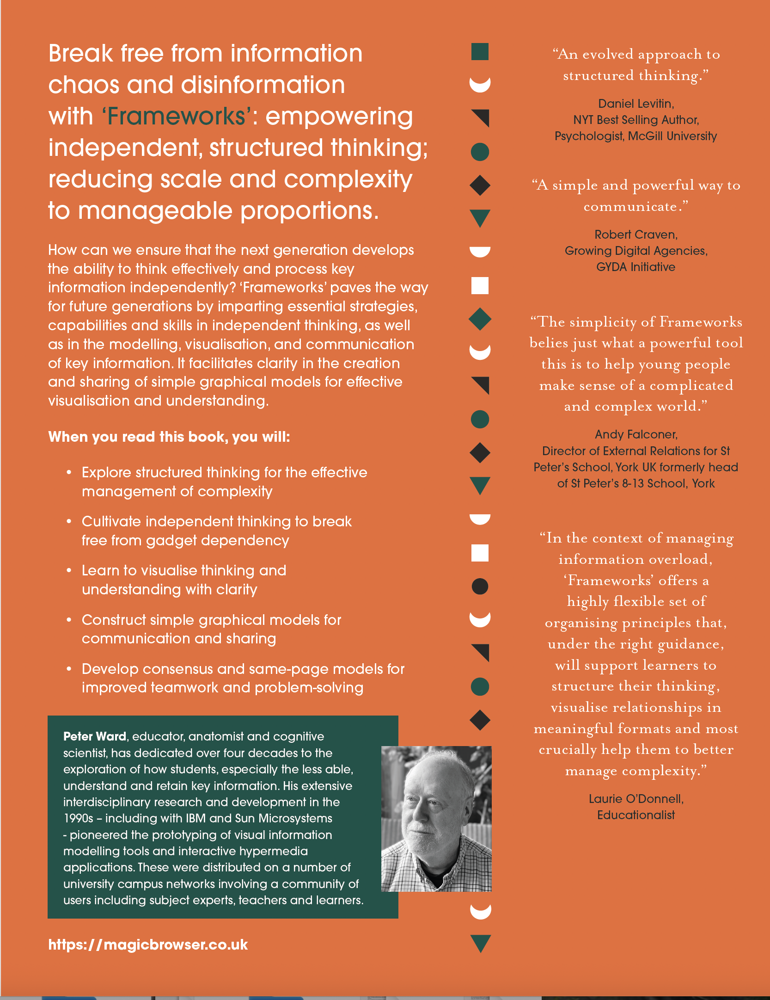 Break free from information
chaos and disinformation
with ‘Frameworks’: empowering
independent, structured thinking;
reducing scale and complexity
to manageable proportions.
How can we ensure that the next generation develops
the ability to think effectively and process key
information independently? ‘Frameworks’ paves the way
for future generations by imparting essential strategies,
capabilities and skills in independent thinking, as well
as in the modelling, visualisation, and communication
of key information. It facilitates clarity in the creation
and sharing of simple graphical models for effective
visualisation and understanding.
When you read this book, you will:
• Explore structured thinking for the effective
management of complexity
• Cultivate independent thinking to break
free from gadget dependency
• Learn to visualise thinking and
understanding with clarity
• Construct simple graphical models for
communication and sharing
• Develop consensus and same-page models for
improved teamwork and problem-solving
Peter Ward, educator, anatomist and cognitive
scientist, has dedicated over four decades to the
exploration of how students, especially the less able,
understand and retain key information. His extensive
interdisciplinary research and development in the
1990s – including with IBM and Sun Microsystems
- pioneered the prototyping of visual information
modelling tools and interactive hypermedia
applications. These were distributed on a number of
university campus networks involving a community of
users including subject experts, teachers and learners.
https://magicbrowser.co.uk
“An evolved approach to
structured thinking.”
Daniel Levitin,
NYT Best Selling Author,
Psychologist, McGill University
“A simple and powerful way to
communicate.”
Robert Craven,
Growing Digital Agencies,
GYDA Initiative
“The simplicity of Frameworks
belies just what a powerful tool
this is to help young people
make sense of a complicated
and complex world.”
Andy Falconer,
Director of External Relations for St
Peter’s School, York UK formerly head
of St Peter’s 8-13 School, York
“In the context of managing
information overload,
‘Frameworks’ offers a
highly flexible set of
organising principles that,
under the right guidance,
will support learners to
structure their thinking,
visualise relationships in
meaningful formats and most
crucially help them to better
manage complexity.”
Laurie O’Donnell,
Educationalist